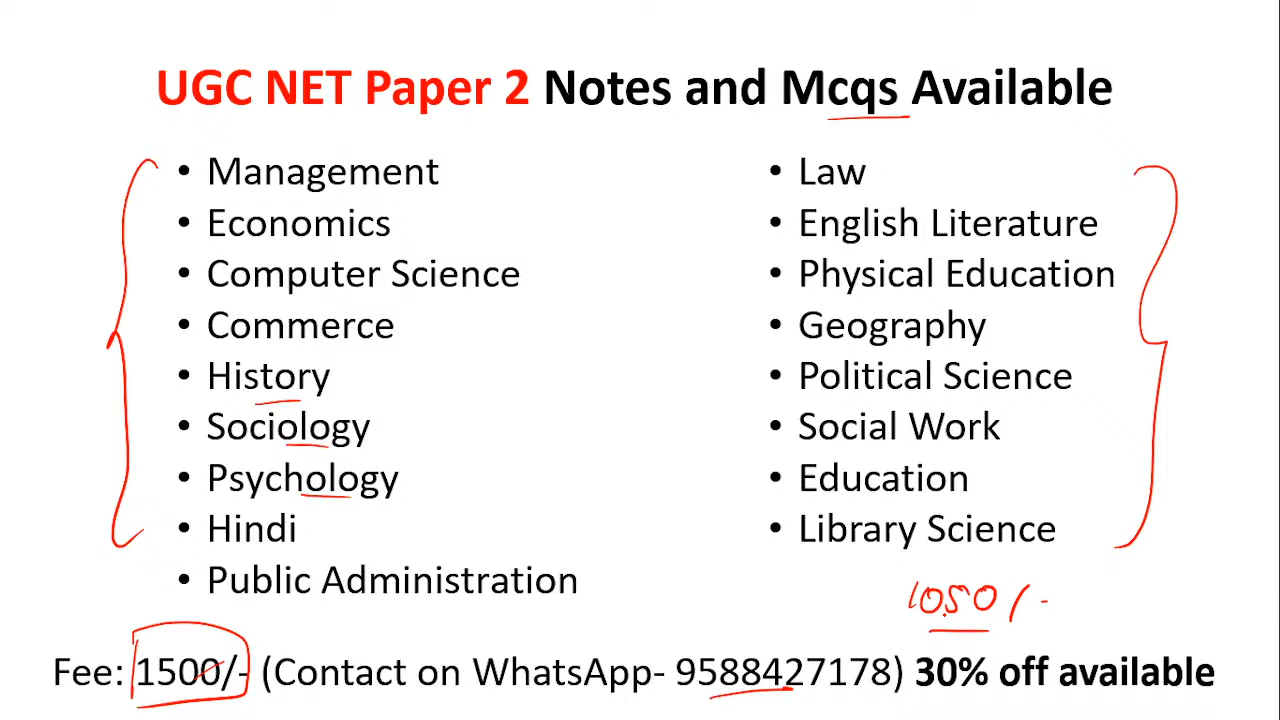 UGC NET Paper 2 Notes and Mcqs Available
• Management
• Economics
• Computer Science
• Commerce
• History
• Sociology
• Psychology
• Hindi
• Public Administration
• Law
• English Literature
• Physical Education
• Geography
• Political Science
• Social Work
• Education
• Library Science
1050/-
Fee: 1500/- (Contact on WhatsApp- 9588427178) 30% off available